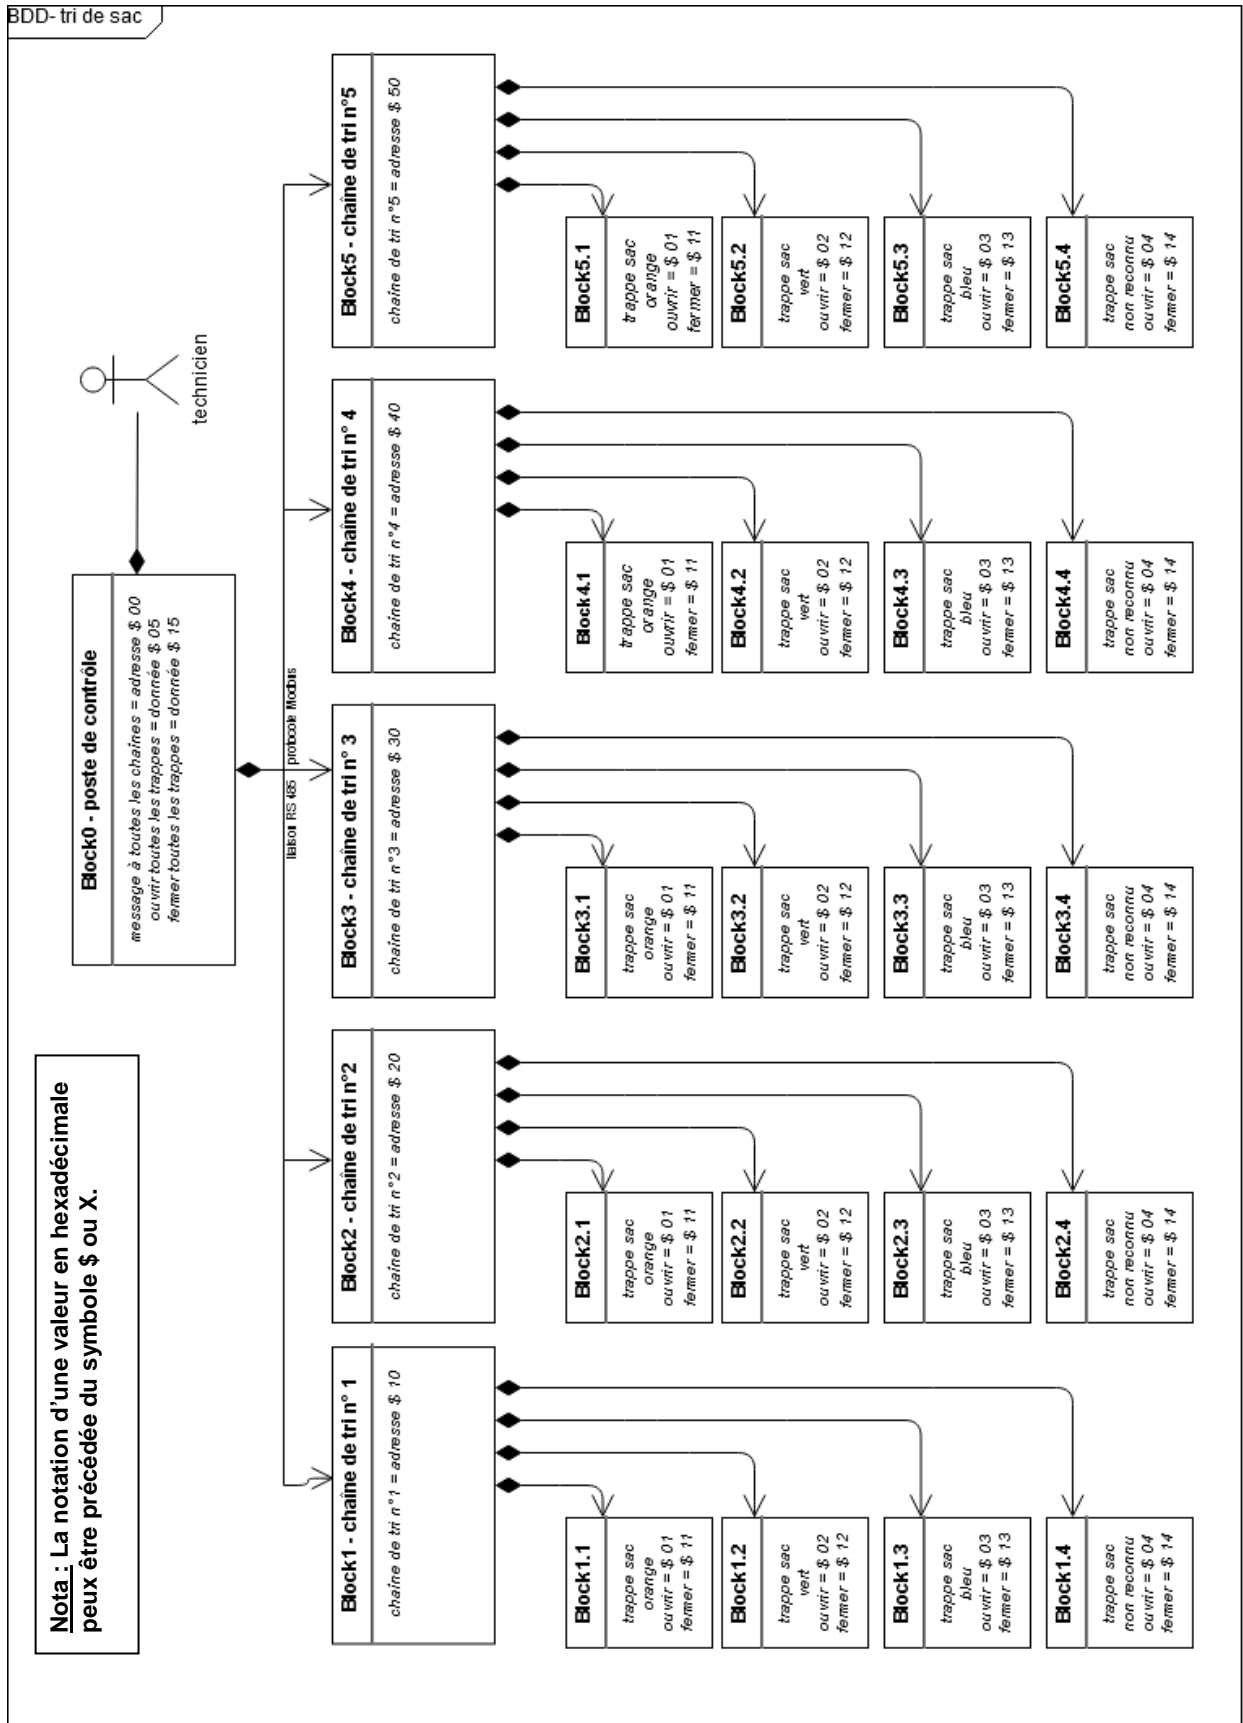 BDD- tri de sac
Nota : La notation d'une valeur en hexadécimale
peux être précédée du symbole $ ou X.
Block0 - poste de contrôle
message à toutes les chaines = adresse $ 00
ouvrir toutes les trappes = donnée $ 05
fermer toutes les trappes = donnée $ 15
technicien
liaison RS 485 protocole Modbus
Block1 - chaîne de tri n° 1
chaîne de tri n°1 = adresse $ 10
Block2 - chaîne de tri n°2
chaîne de tri n°2 = adresse $ 20
Block3 - chaîne de tri n° 3
chaîne de tri n°3 = adresse $ 30
Block4 - chaîne de tri n° 4
chaîne de tri n°4 = adresse $ 40
Block5 - chaîne de tri n°5
chaîne de tri n°5 = adresse $ 50
Block1.1
trappe sac
orange
ouvrir = $ 01
fermer = $ 11
Block1.2
trappe sac
vert
ouvrir = $ 02
fermer = $ 12
Block1.3
trappe sac
bleu
ouvrir = $ 03
fermer = $ 13
Block1.4
trappe sac
non reconnu
ouvrir = $ 04
fermer = $ 14
Block2.1
trappe sac
orange
ouvrir = $ 01
fermer = $ 11
Block2.2
trappe sac
vert
ouvrir = $ 02
fermer = $ 12
Block2.3
trappe sac
bleu
ouvrir = $ 03
fermer = $ 13
Block2.4
trappe sac
non reconnu
ouvrir = $ 04
fermer = $ 14
Block3.1
trappe sac
orange
ouvrir = $ 01
fermer = $ 11
Block3.2
trappe sac
vert
ouvrir = $ 02
fermer = $ 12
Block3.3
trappe sac
bleu
ouvrir = $ 03
fermer = $ 13
Block3.4
trappe sac
non reconnu
ouvrir = $ 04
fermer = $ 14
Block4.1
trappe sac
orange
ouvrir = $ 01
fermer = $ 11
Block4.2
trappe sac
vert
ouvrir = $ 02
fermer = $ 12
Block4.3
trappe sac
bleu
ouvrir = $ 03
fermer = $ 13
Block4.4
trappe sac
non reconnu
ouvrir = $ 04
fermer = $ 14
Block5.1
trappe sac
orange
ouvrir = $ 01
fermer = $ 11
Block5.2
trappe sac
vert
ouvrir = $ 02
fermer = $ 12
Block5.3
trappe sac
bleu
ouvrir = $ 03
fermer = $ 13
Block5.4
trappe sac
non reconnu
ouvrir = $ 04
fermer = $ 14